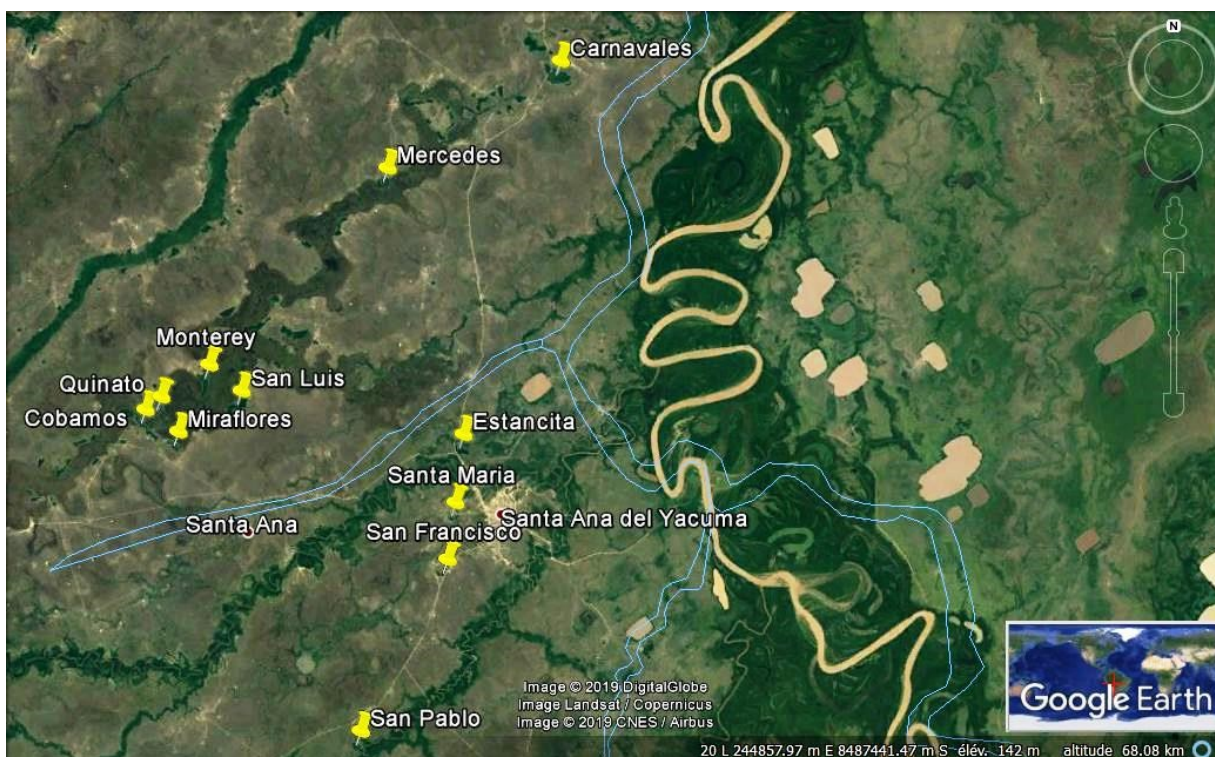 N
Carnavales
Mercedes
Monterey
San Luis
Quinato
Cobamos
Miraflores
Estancita
Santa Maria
Santa Ana
Santa Ana del Yacuma
San Francisco
San Pablo
Image © 2019 DigitalGlobe
Image Landsat / Copernicus
Image © 2019 CNES / Airbus
Google Earth
20 L 244857.97 m E 8487441.47 m S élév. 142 m altitude 68.08 km